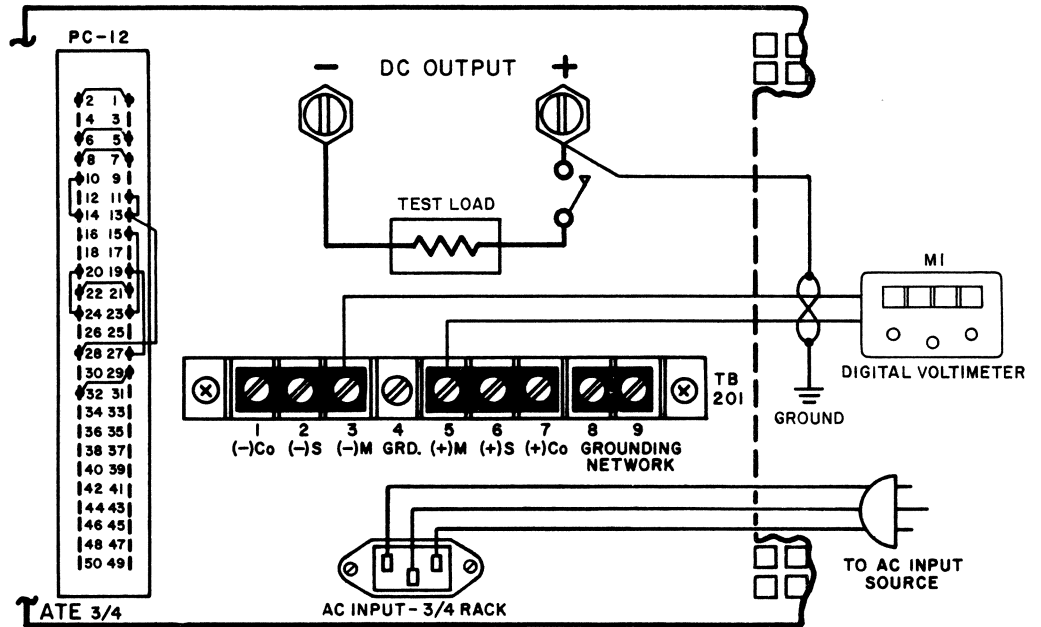 PC-12
− DC OUTPUT +
2 1
4 3
6 5
8 7
10 9
12 11
14 13
16 15
18 17
20 19
22 21
24 23
26 25
28 27
30 29
32 31
34 33
36 35
38 37
40 39
42 41
44 43
46 45
48 47
50 49
TEST LOAD
M1
DIGITAL VOLTIMETER
GROUND
TB
201
1 2 3 4 5 6 7 8 9
(−)Co (−)S (−)M GRD. (+)M (+)S (+)Co GROUNDING
NETWORK
TO AC INPUT
SOURCE
AC INPUT - 3/4 RACK
ATE 3/4